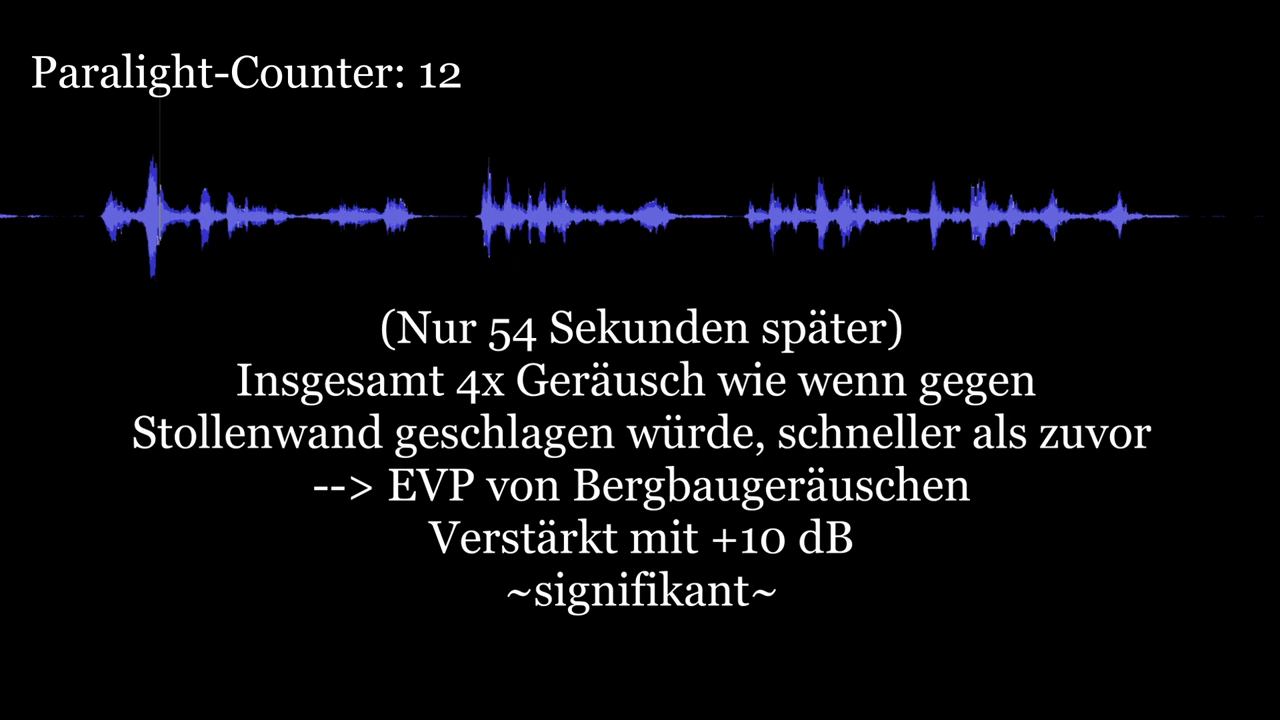 Paralight-Counter: 12
(Nur 54 Sekunden später)
Insgesamt 4x Geräusch wie wenn gegen
Stollenwand geschlagen würde, schneller als zuvor
--> EVP von Bergbaugeräuschen
Verstärkt mit +10 dB
~signifikant~